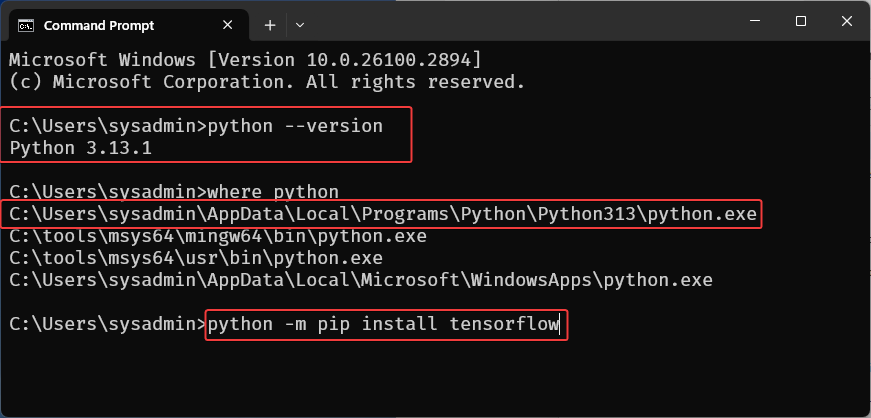 Command Prompt
Microsoft Windows [Version 10.0.26100.2894]
(c) Microsoft Corporation. All rights reserved.
C:\Users\sysadmin>python --version
Python 3.13.1
C:\Users\sysadmin>where python
C:\Users\sysadmin\AppData\Local\Programs\Python\Python313\python.exe
C:\tools\msys64\mingw64\bin\python.exe
C:\tools\msys64\usr\bin\python.exe
C:\Users\sysadmin\AppData\Local\Microsoft\WindowsApps\python.exe
C:\Users\sysadmin>python -m pip install tensorflow